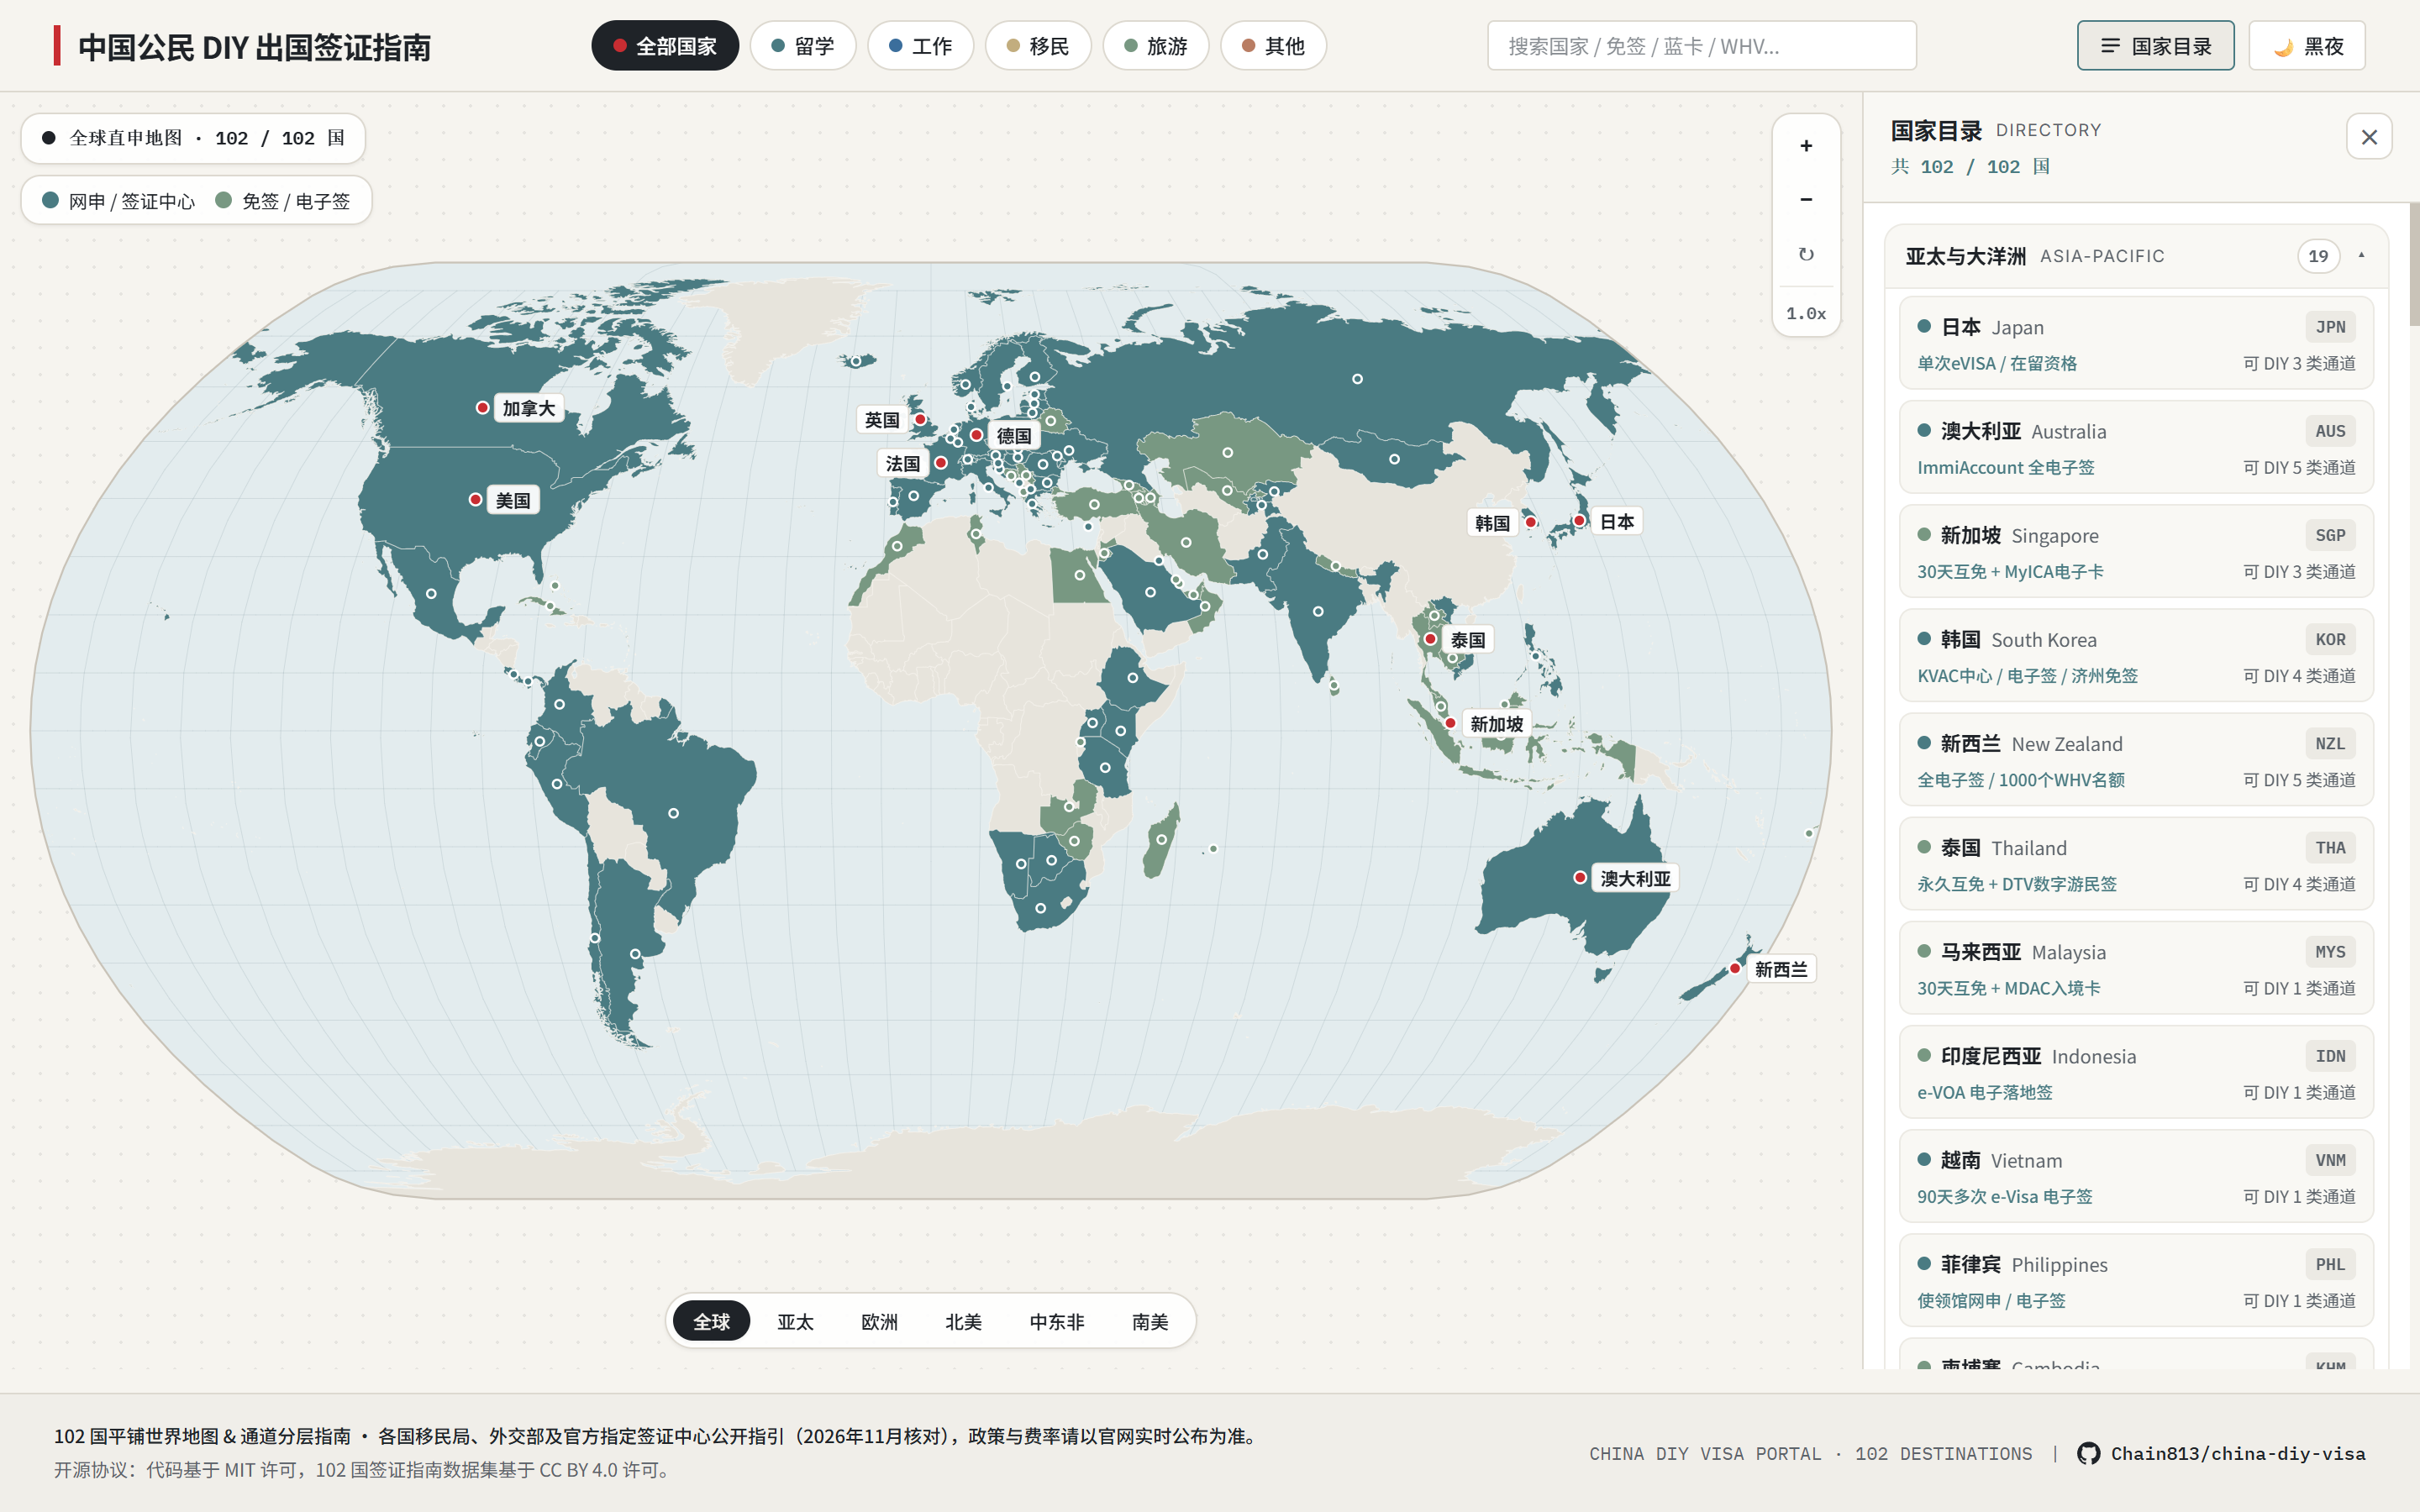 中国公民 DIY 出国签证指南
全部国家
留学
工作
移民
旅游
其他
搜索国家 / 免签 / 蓝卡 / WHV...
国家目录
🌙 黑夜
全球直申地图 · 102 / 102 国
网申 / 签证中心
免签 / 电子签
+
−
↻
1.0x
加拿大
美国
英国
德国
法国
韩国
日本
泰国
新加坡
澳大利亚
新西兰
全球
亚太
欧洲
北美
中东非
南美
国家目录 DIRECTORY
共 102 / 102 国
亚太与大洋洲 ASIA-PACIFIC 19
日本 Japan JPN
单次eVISA / 在留资格 可 DIY 3 类通道
澳大利亚 Australia AUS
ImmiAccount 全电子签 可 DIY 5 类通道
新加坡 Singapore SGP
30天互免 + MyICA电子卡 可 DIY 3 类通道
韩国 South Korea KOR
KVAC中心 / 电子签 / 济州免签 可 DIY 4 类通道
新西兰 New Zealand NZL
全电子签 / 1000个WHV名额 可 DIY 5 类通道
泰国 Thailand THA
永久互免 + DTV数字游民签 可 DIY 4 类通道
马来西亚 Malaysia MYS
30天互免 + MDAC入境卡 可 DIY 1 类通道
印度尼西亚 Indonesia IDN
e-VOA 电子落地签 可 DIY 1 类通道
越南 Vietnam VNM
90天多次 e-Visa 电子签 可 DIY 1 类通道
菲律宾 Philippines PHL
使领馆网申 / 电子签 可 DIY 1 类通道
柬埔寨 Cambodia KHM
102 国平铺世界地图 & 通道分层指南 · 各国移民局、外交部及官方指定签证中心公开指引（2026年11月核对），政策与费率请以官网实时公布为准。
开源协议：代码基于 MIT 许可，102 国签证指南数据集基于 CC BY 4.0 许可。
CHINA DIY VISA PORTAL · 102 DESTINATIONS | Chain813/china-diy-visa